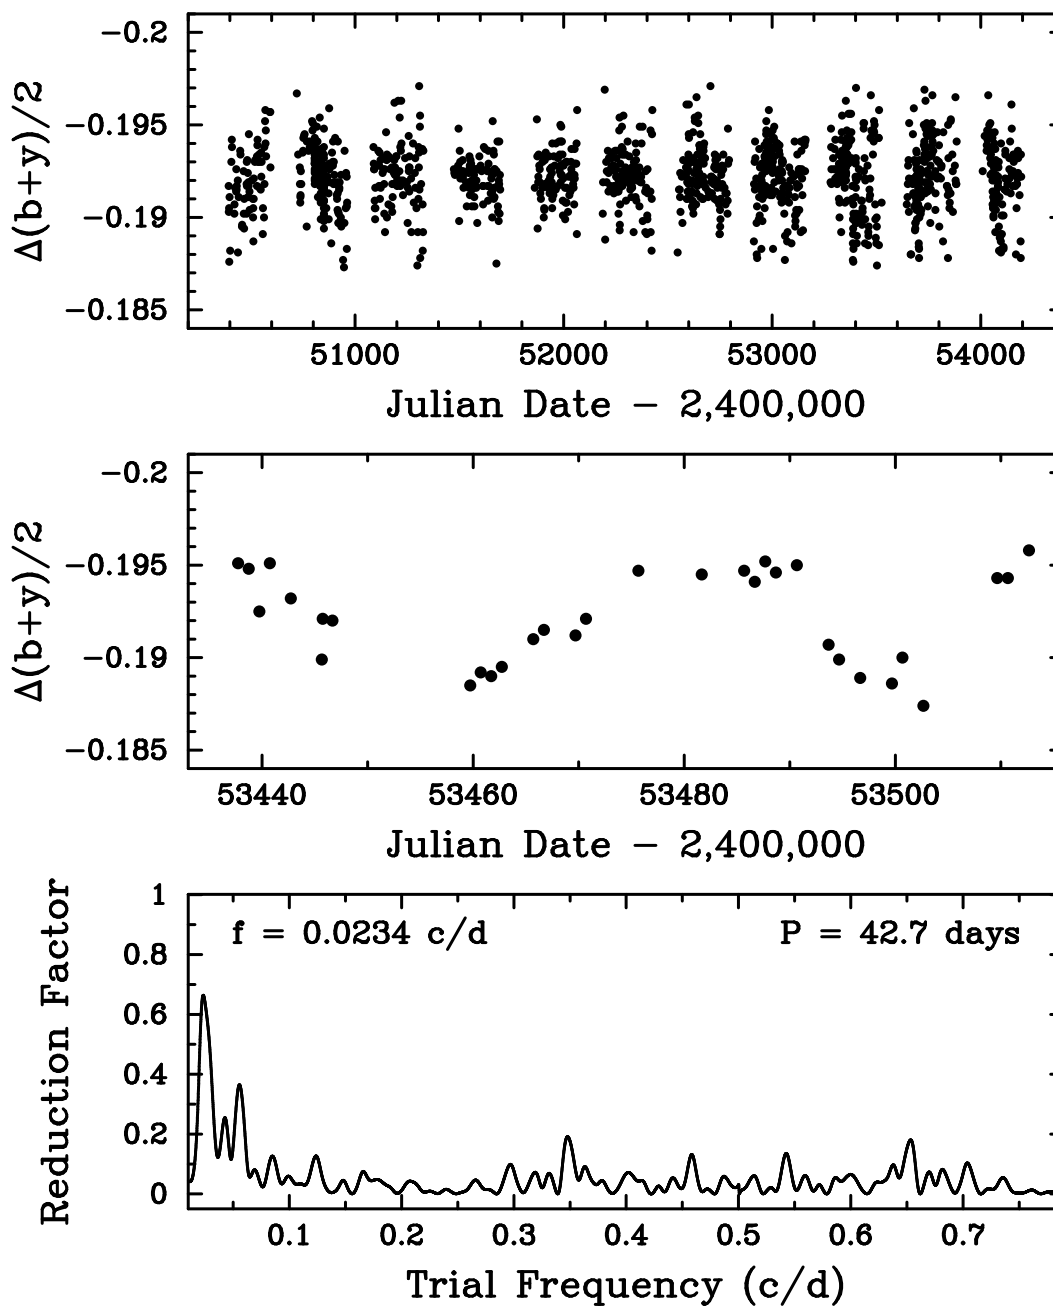 −0.2
−0.195
−0.19
−0.185
Δ(b+y)/2
51000 52000 53000 54000
Julian Date − 2,400,000
−0.2
−0.195
−0.19
−0.185
Δ(b+y)/2
53440 53460 53480 53500
Julian Date − 2,400,000
1
0.8
0.6
0.4
0.2
0
Reduction Factor
f = 0.0234 c/d P = 42.7 days
0.1 0.2 0.3 0.4 0.5 0.6 0.7
Trial Frequency (c/d)